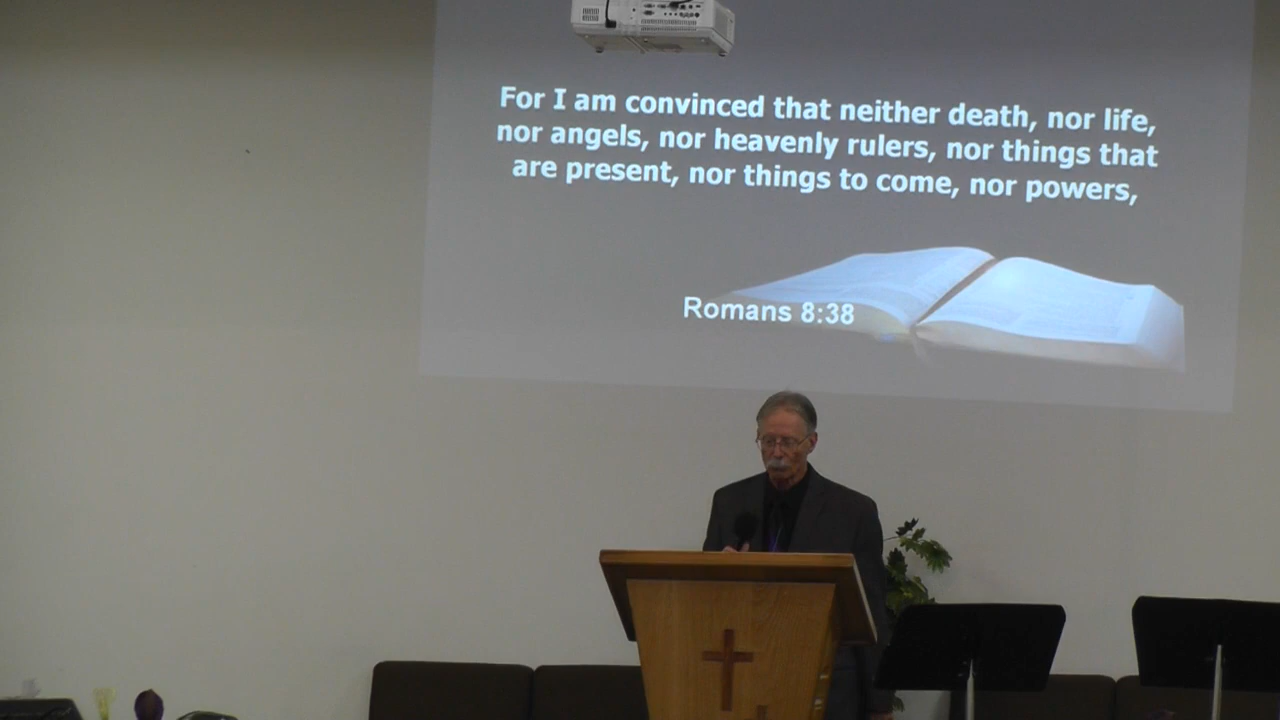 For I am convinced that neither death, nor life,
nor angels, nor heavenly rulers, nor things that
are present, nor things to come, nor powers,
Romans 8:38